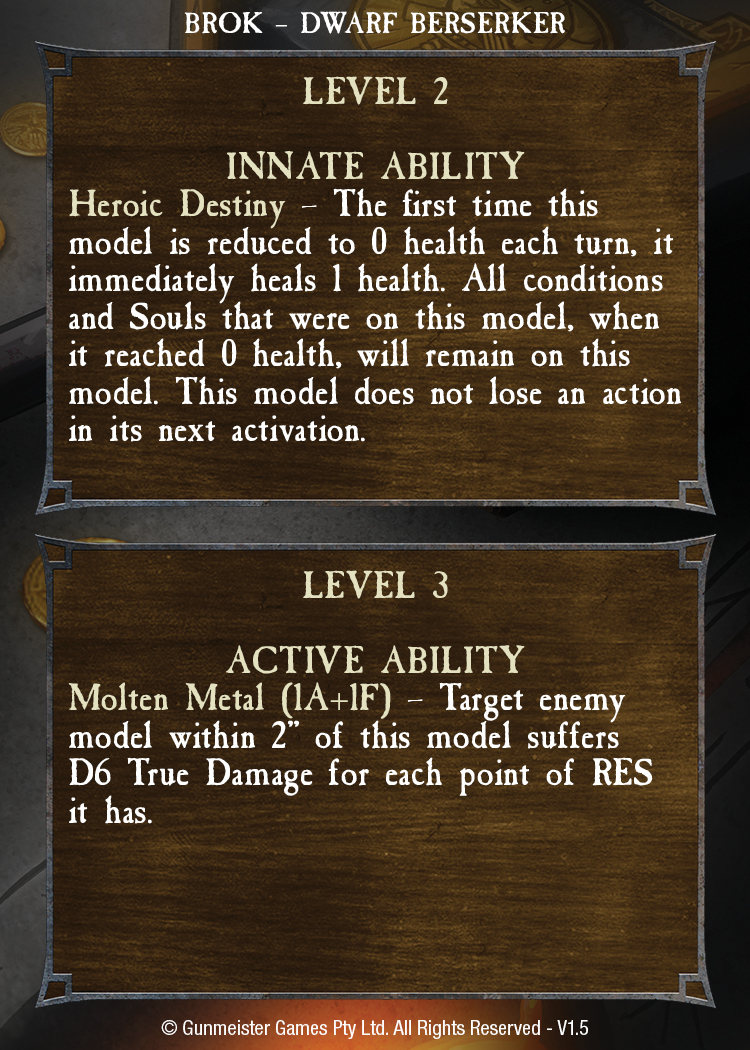 BROK – DWARF BERSERKER
LEVEL 2
INNATE ABILITY
Heroic Destiny – The first time this
model is reduced to 0 health each turn, it
immediately heals 1 health. All conditions
and Souls that were on this model, when
it reached 0 health, will remain on this
model. This model does not lose an action
in its next activation.
LEVEL 3
ACTIVE ABILITY
Molten Metal (1A+1F) – Target enemy
model within 2” of this model suffers
D6 True Damage for each point of RES
it has.
© Gunmeister Games Pty Ltd. All Rights Reserved - V1.5